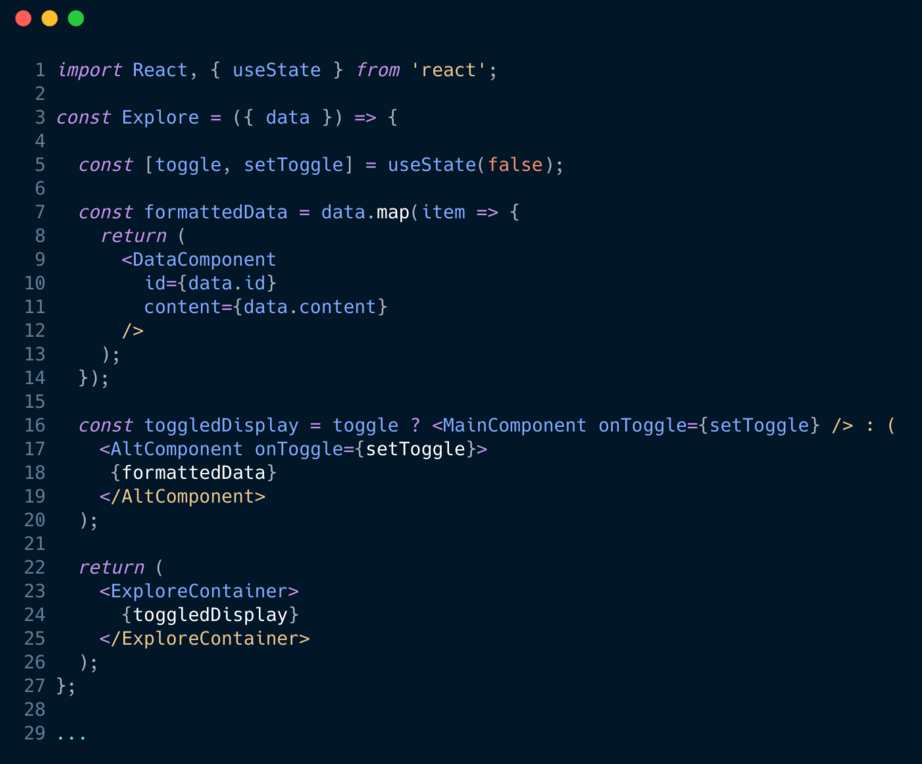 1 import React, { useState } from 'react';
2
3 const Explore = ({ data }) => {
4
5   const [toggle, setToggle] = useState(false);
6
7   const formattedData = data.map(item => {
8     return (
9       <DataComponent
10         id={data.id}
11         content={data.content}
12       />
13     );
14   });
15
16   const toggledDisplay = toggle ? <MainComponent onToggle={setToggle} /> : (
17     <AltComponent onToggle={setToggle}>
18      {formattedData}
19     </AltComponent>
20   );
21
22   return (
23     <ExploreContainer>
24       {toggledDisplay}
25     </ExploreContainer>
26   );
27 };
28
29 ...